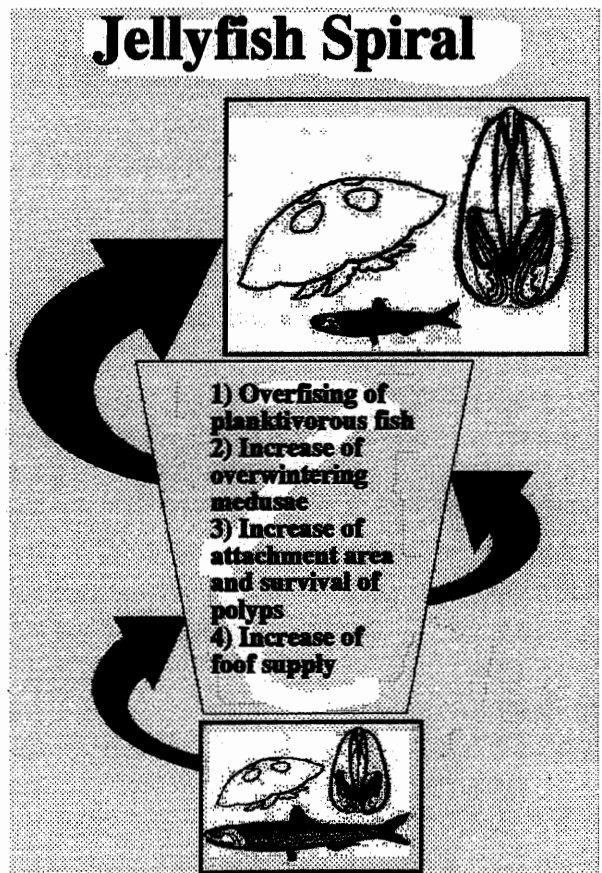 Jellyfish Spiral
1) Overfising of
planktivorous fish
2) Increase of
overwintering
medusae
3) Increase of
attachment area
and survival of
polyps
4) Increase of
foof supply